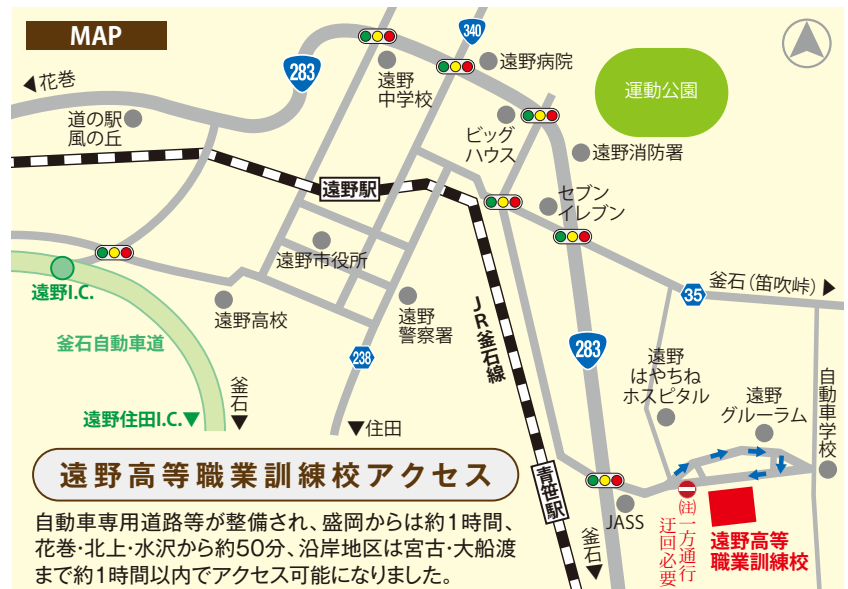 MAP
340
283
遠野病院
遠野
中学校
運動公園
◀花巻
道の駅
風の丘
ビッグ
ハウス
遠野消防署
遠野駅
セブン
イレブン
遠野市役所
遠野I.C.
釜石(笛吹峠)▶
35
遠野高校
遠野
警察署
JR釜石線
釜石自動車道
238
283
遠野
はやちね
ホスピタル
遠野
グルーラム
自動車学校
釜石▼
遠野住田I.C.▼
▼住田
遠野高等職業訓練校アクセス
青笹駅
JASS
釜石▼
(注)一方通行
迂回必要
遠野高等
職業訓練校
自動車専用道路等が整備され、盛岡からは約1時間、
花巻・北上・水沢から約50分、沿岸地区は宮古・大船渡
まで約1時間以内でアクセス可能になりました。